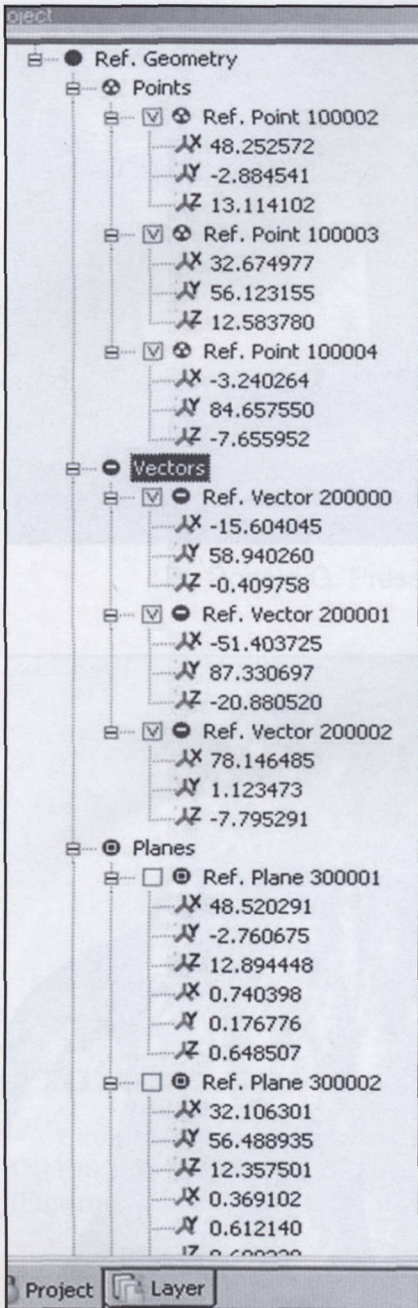 oject
Ref. Geometry
Points
Ref. Point 100002
X 48.252572
Y -2.884541
Z 13.114102
Ref. Point 100003
X 32.674977
Y 56.123155
Z 12.583780
Ref. Point 100004
X -3.240264
Y 84.657550
Z -7.655952
Vectors
Ref. Vector 200000
X -15.604045
Y 58.940260
Z -0.409758
Ref. Vector 200001
X -51.403725
Y 87.330697
Z -20.880520
Ref. Vector 200002
X 78.146485
Y 1.123473
Z -7.795291
Planes
Ref. Plane 300001
X 48.520291
Y -2.760675
Z 12.894448
X 0.740398
Y 0.176776
Z 0.648507
Ref. Plane 300002
X 32.106301
Y 56.488935
Z 12.357501
X 0.369102
Y 0.612140
Project Layer